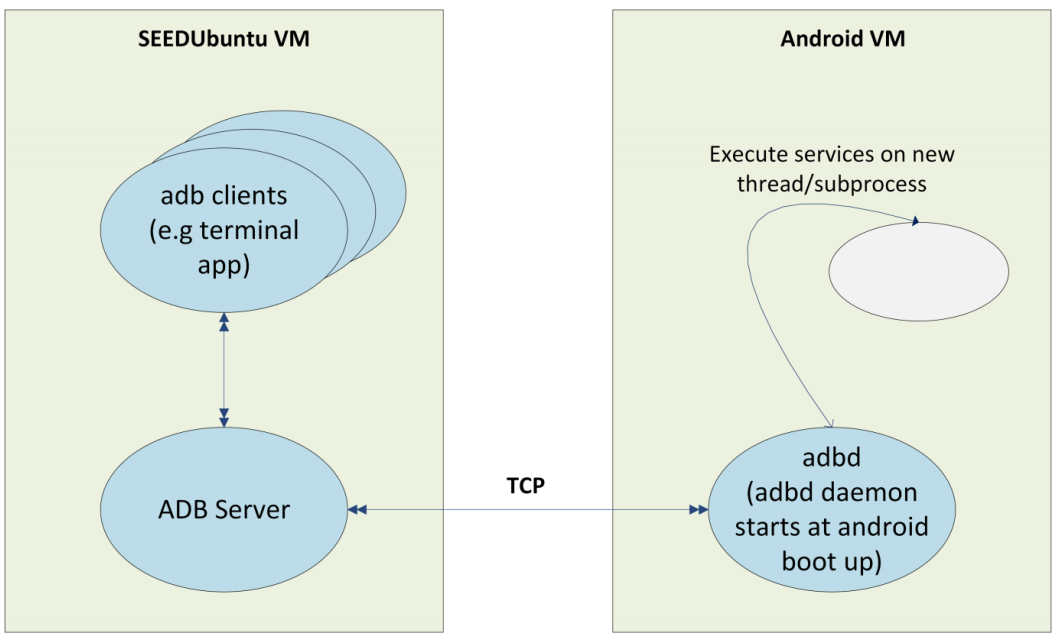 SEEDUbuntu VM
adb clients
(e.g terminal
app)
ADB Server
TCP
Android VM
Execute services on new
thread/subprocess
adbd
(adbd daemon
starts at android
boot up)